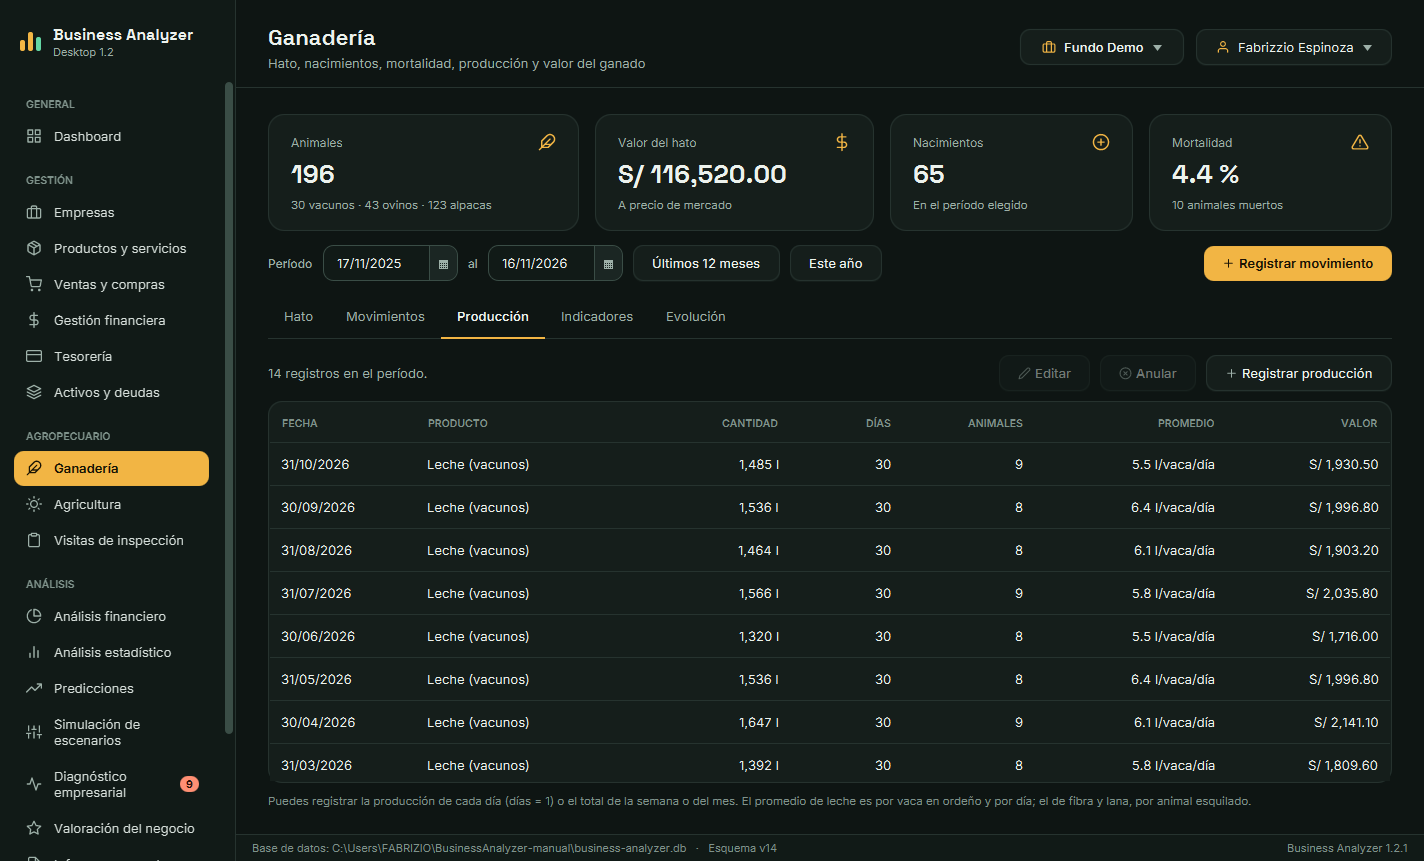 Business Analyzer
Desktop 1.2
GENERAL
Dashboard
GESTIÓN
Empresas
Productos y servicios
Ventas y compras
Gestión financiera
Tesorería
Activos y deudas
AGROPECUARIO
Ganadería
Agricultura
Visitas de inspección
ANÁLISIS
Análisis financiero
Análisis estadístico
Predicciones
Simulación de
escenarios
Diagnóstico
empresarial
9
Valoración del negocio
Ganadería
Hato, nacimientos, mortalidad, producción y valor del ganado
Fundo Demo
Fabrizzio Espinoza
Animales
196
30 vacunos · 43 ovinos · 123 alpacas
Valor del hato
S/ 116,520.00
A precio de mercado
Nacimientos
65
En el período elegido
Mortalidad
4.4 %
10 animales muertos
Período 17/11/2025 al 16/11/2026 Últimos 12 meses Este año + Registrar movimiento
Hato Movimientos Producción Indicadores Evolución
14 registros en el período. Editar Anular + Registrar producción
FECHA PRODUCTO CANTIDAD DÍAS ANIMALES PROMEDIO VALOR
31/10/2026 Leche (vacunos) 1,485 l 30 9 5.5 l/vaca/día S/ 1,930.50
30/09/2026 Leche (vacunos) 1,536 l 30 8 6.4 l/vaca/día S/ 1,996.80
31/08/2026 Leche (vacunos) 1,464 l 30 8 6.1 l/vaca/día S/ 1,903.20
31/07/2026 Leche (vacunos) 1,566 l 30 9 5.8 l/vaca/día S/ 2,035.80
30/06/2026 Leche (vacunos) 1,320 l 30 8 5.5 l/vaca/día S/ 1,716.00
31/05/2026 Leche (vacunos) 1,536 l 30 8 6.4 l/vaca/día S/ 1,996.80
30/04/2026 Leche (vacunos) 1,647 l 30 9 6.1 l/vaca/día S/ 2,141.10
31/03/2026 Leche (vacunos) 1,392 l 30 8 5.8 l/vaca/día S/ 1,809.60
Puedes registrar la producción de cada día (días = 1) o el total de la semana o del mes. El promedio de leche es por vaca en ordeño y por día; el de fibra y lana, por animal esquilado.
Base de datos: C:\Users\FABRIZIO\BusinessAnalyzer-manual\business-analyzer.db · Esquema v14
Business Analyzer 1.2.1